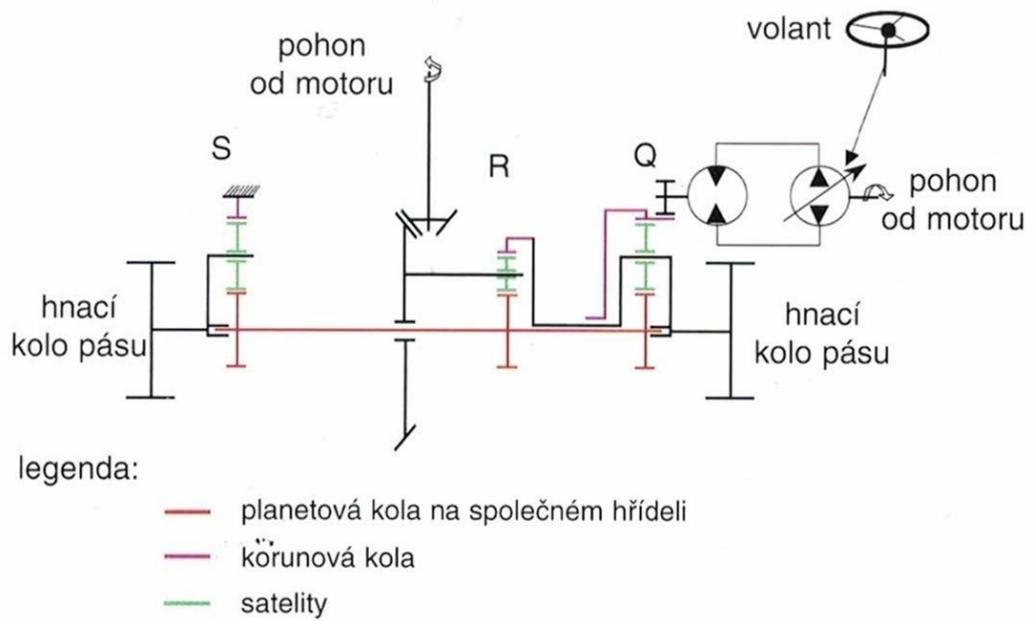 pohon
od motoru
volant
S
R
Q
pohon
od motoru
hnací
kolo pásu
hnací
kolo pásu
legenda:
planetová kola na společném hřídeli
korunová kola
satelity